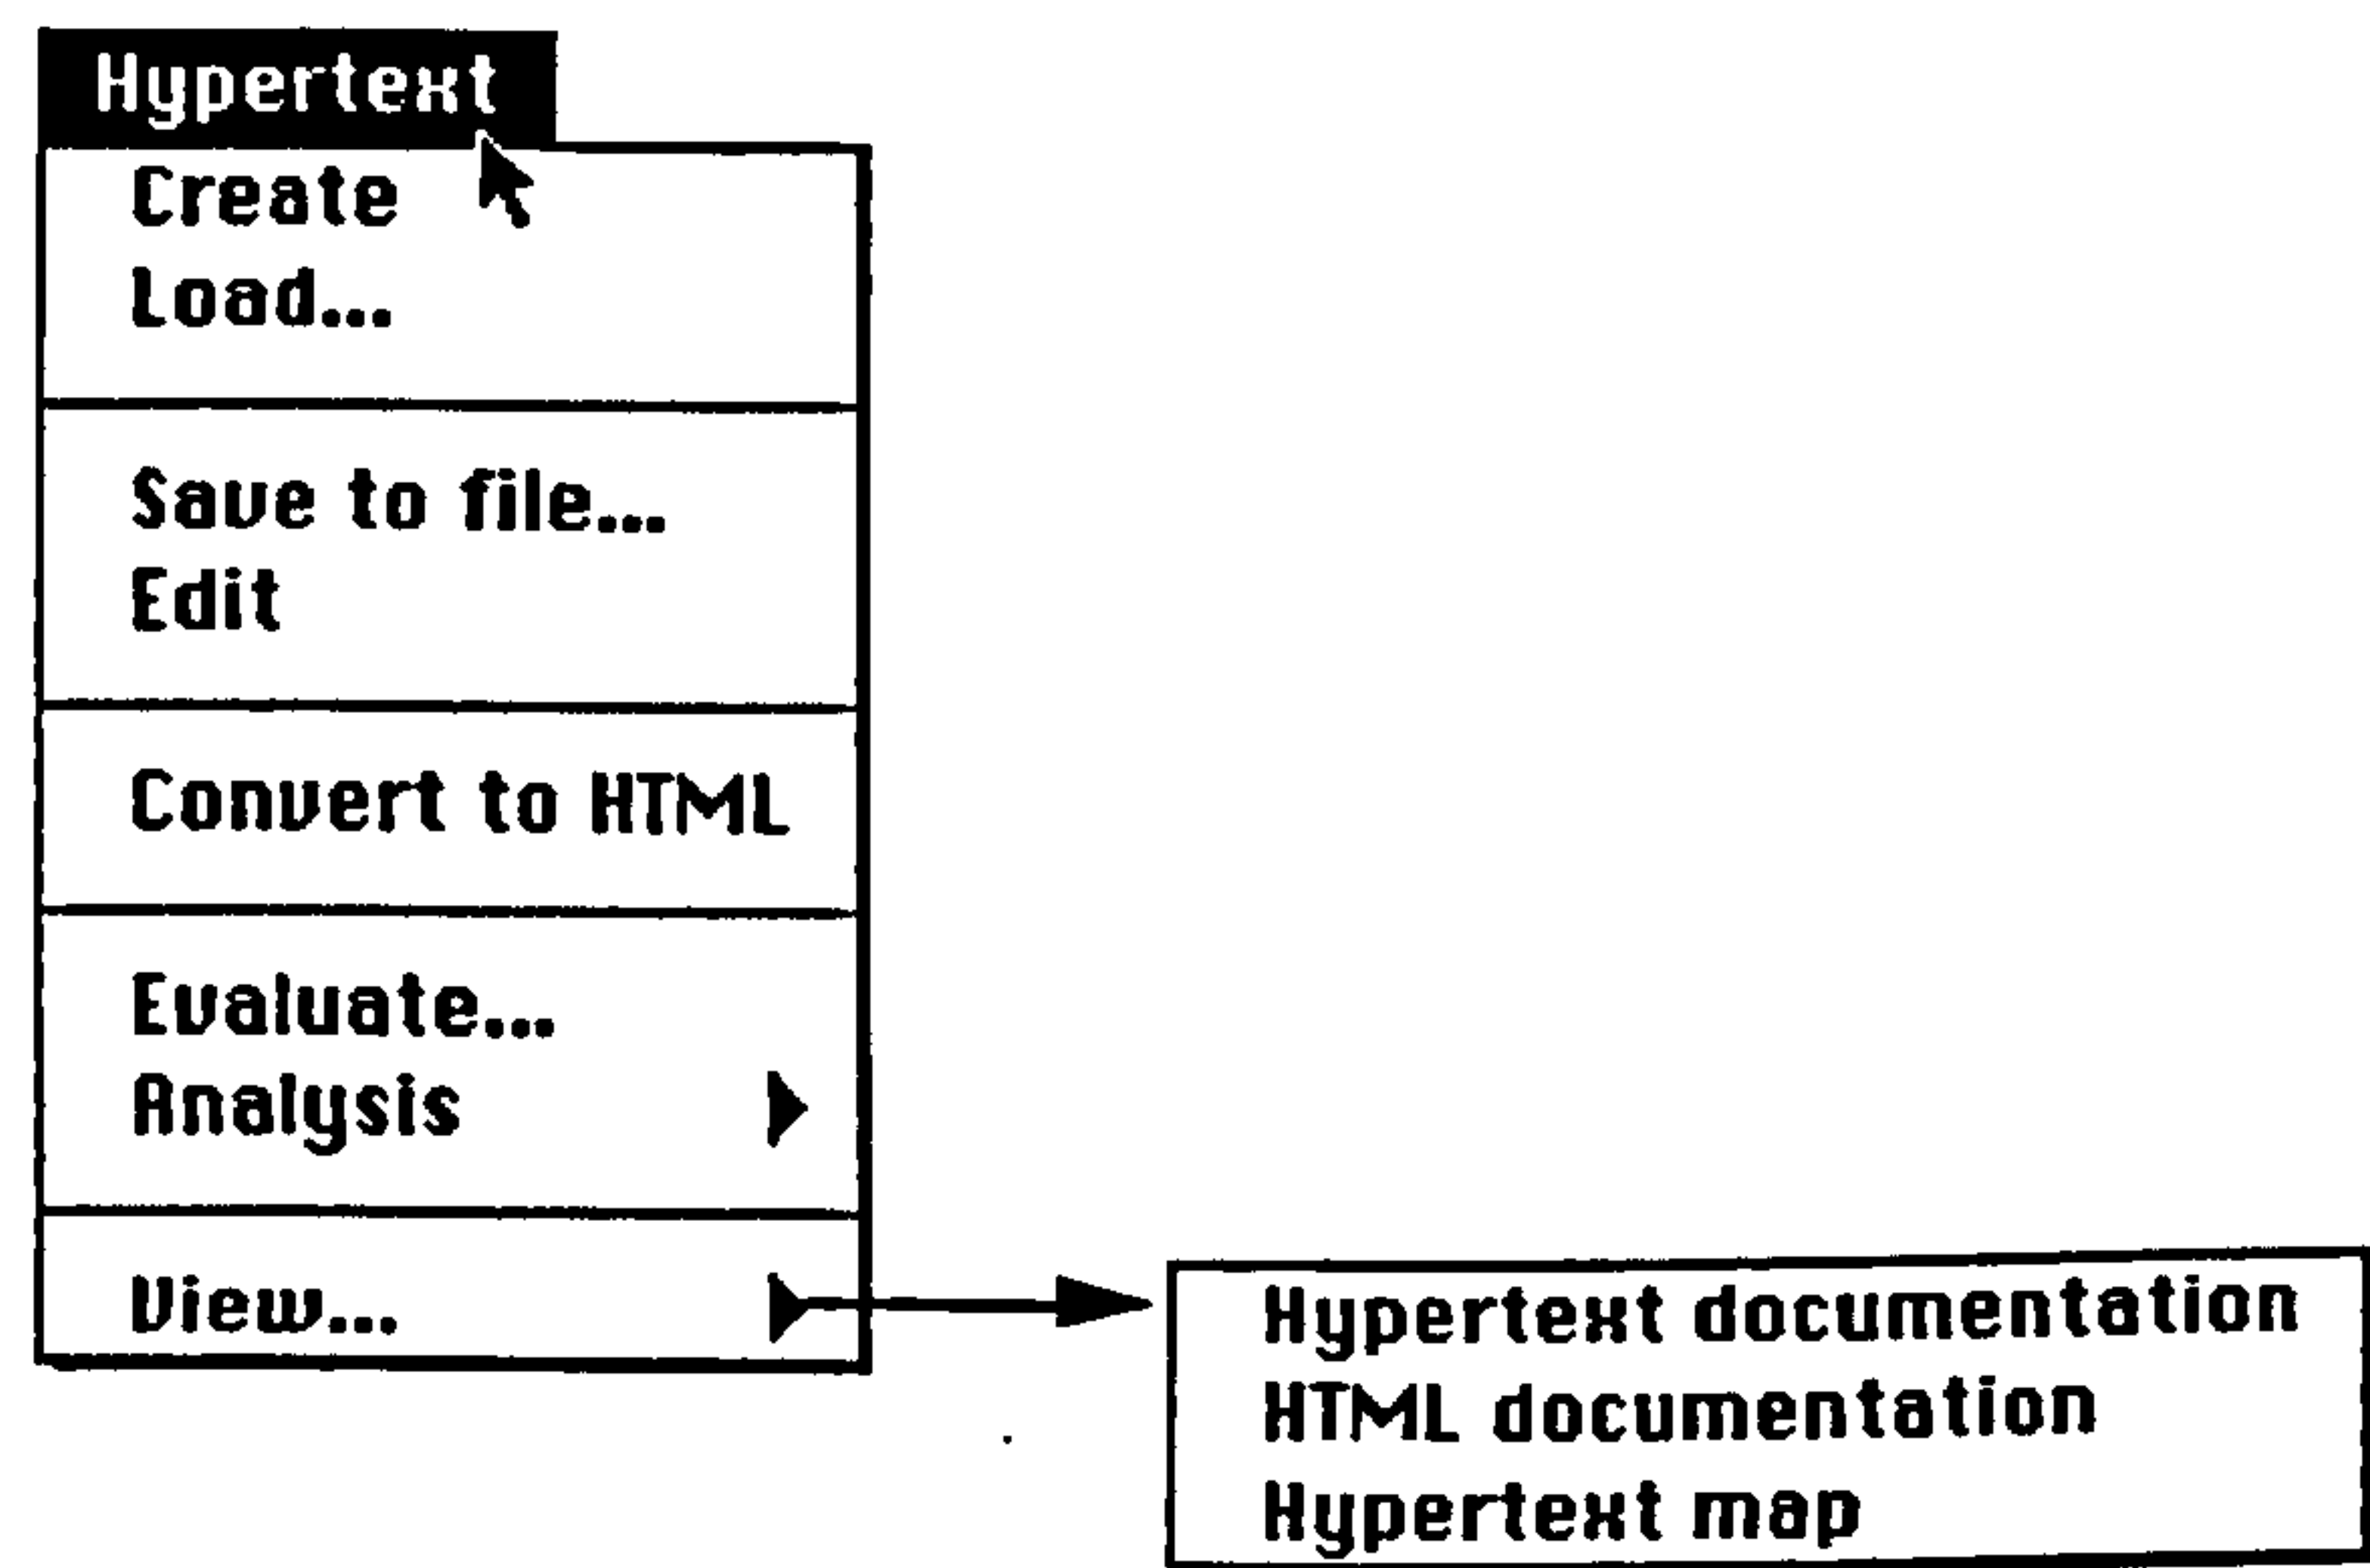 Hypertext
Create
Load...
Save to file...
Edit
Convert to HTML
Evaluate...
Analysis
View...
Hypertext documentation
HTML documentation
Hypertext map